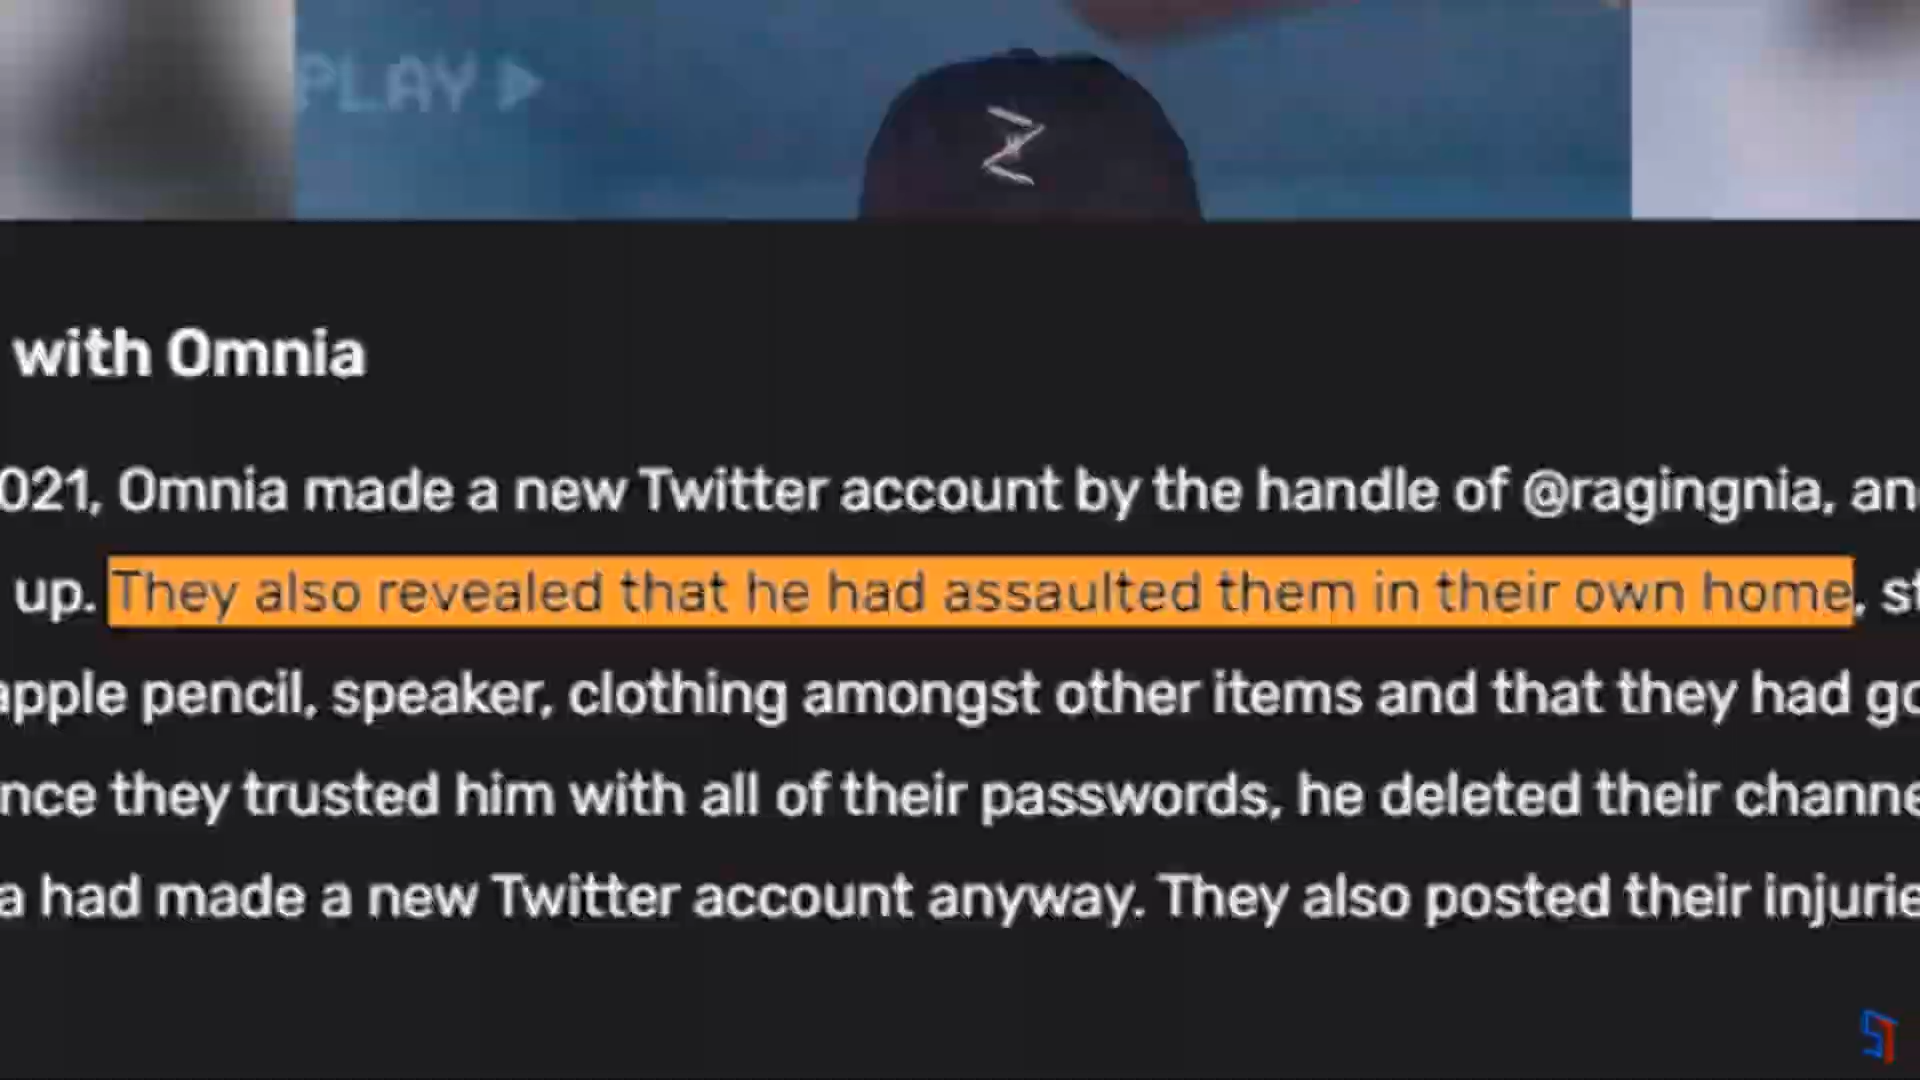 PLAY
Z
with Omnia
021, Omnia made a new Twitter account by the handle of @ragingnia, an
up. They also revealed that he had assaulted them in their own home, st
apple pencil, speaker, clothing amongst other items and that they had go
nce they trusted him with all of their passwords, he deleted their channe
a had made a new Twitter account anyway. They also posted their injurie
ST